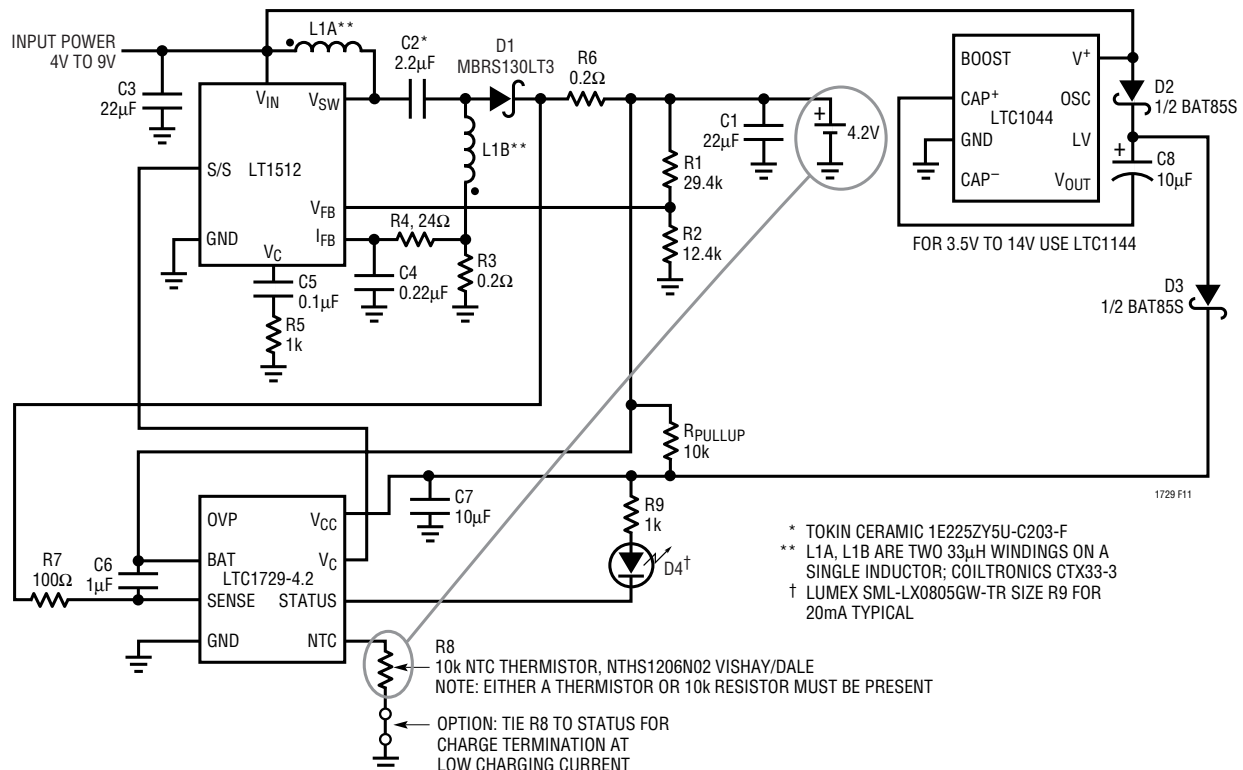 INPUT POWER
4V TO 9V
C3
22µF
L1A**
C2*
2.2µF
D1
MBRS130LT3
R6
0.2Ω
VIN
VSW
S/S
LT1512
VFB
IFB
GND
VC
L1B**
R4, 24Ω
C4
0.22µF
R3
0.2Ω
C5
0.1µF
R5
1k
R1
29.4k
R2
12.4k
C1
22µF
+
4.2V
BOOST
V+
CAP+
OSC
LTC1044
GND
LV
CAP–
VOUT
FOR 3.5V TO 14V USE LTC1144
D2
1/2 BAT85S
+
C8
10µF
D3
1/2 BAT85S
RPULLUP
10k
1729 F11
R7
100Ω
C6
1µF
OVP
VCC
BAT
VC
LTC1729-4.2
SENSE
STATUS
GND
NTC
C7
10µF
R9
1k
D4†
* TOKIN CERAMIC 1E225ZY5U-C203-F
** L1A, L1B ARE TWO 33µH WINDINGS ON A
SINGLE INDUCTOR; COILTRONICS CTX33-3
† LUMEX SML-LX0805GW-TR SIZE R9 FOR
20mA TYPICAL
R8
10k NTC THERMISTOR, NTHS1206N02 VISHAY/DALE
NOTE: EITHER A THERMISTOR OR 10k RESISTOR MUST BE PRESENT
OPTION: TIE R8 TO STATUS FOR
CHARGE TERMINATION AT
LOW CHARGING CURRENT